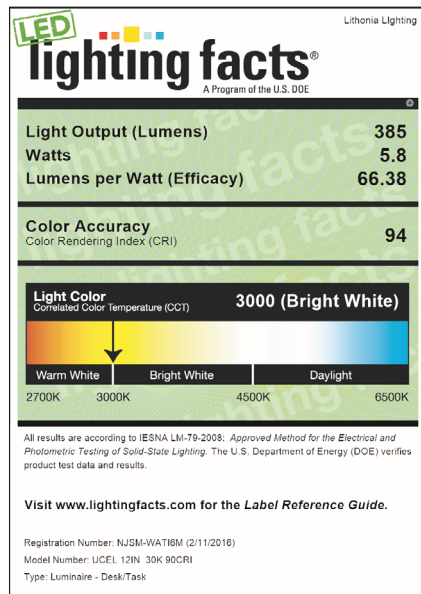 Lithonia LIghting
LED
lighting facts®
A Program of the U.S. DOE
Light Output (Lumens) 385
Watts 5.8
Lumens per Watt (Efficacy) 66.38
Color Accuracy
Color Rendering Index (CRI) 94
Light Color
Correlated Color Temperature (CCT) 3000 (Bright White)
Warm White Bright White Daylight
2700K 3000K 4500K 6500K
All results are according to IESNA LM-79-2008: Approved Method for the Electrical and
Photometric Testing of Solid-State Lighting. The U.S. Department of Energy (DOE) verifies
product test data and results.
Visit www.lightingfacts.com for the Label Reference Guide.
Registration Number: NJSM-WATI6M (2/11/2016)
Model Number: UCEL 12IN 30K 90CRI
Type: Luminaire - Desk/Task